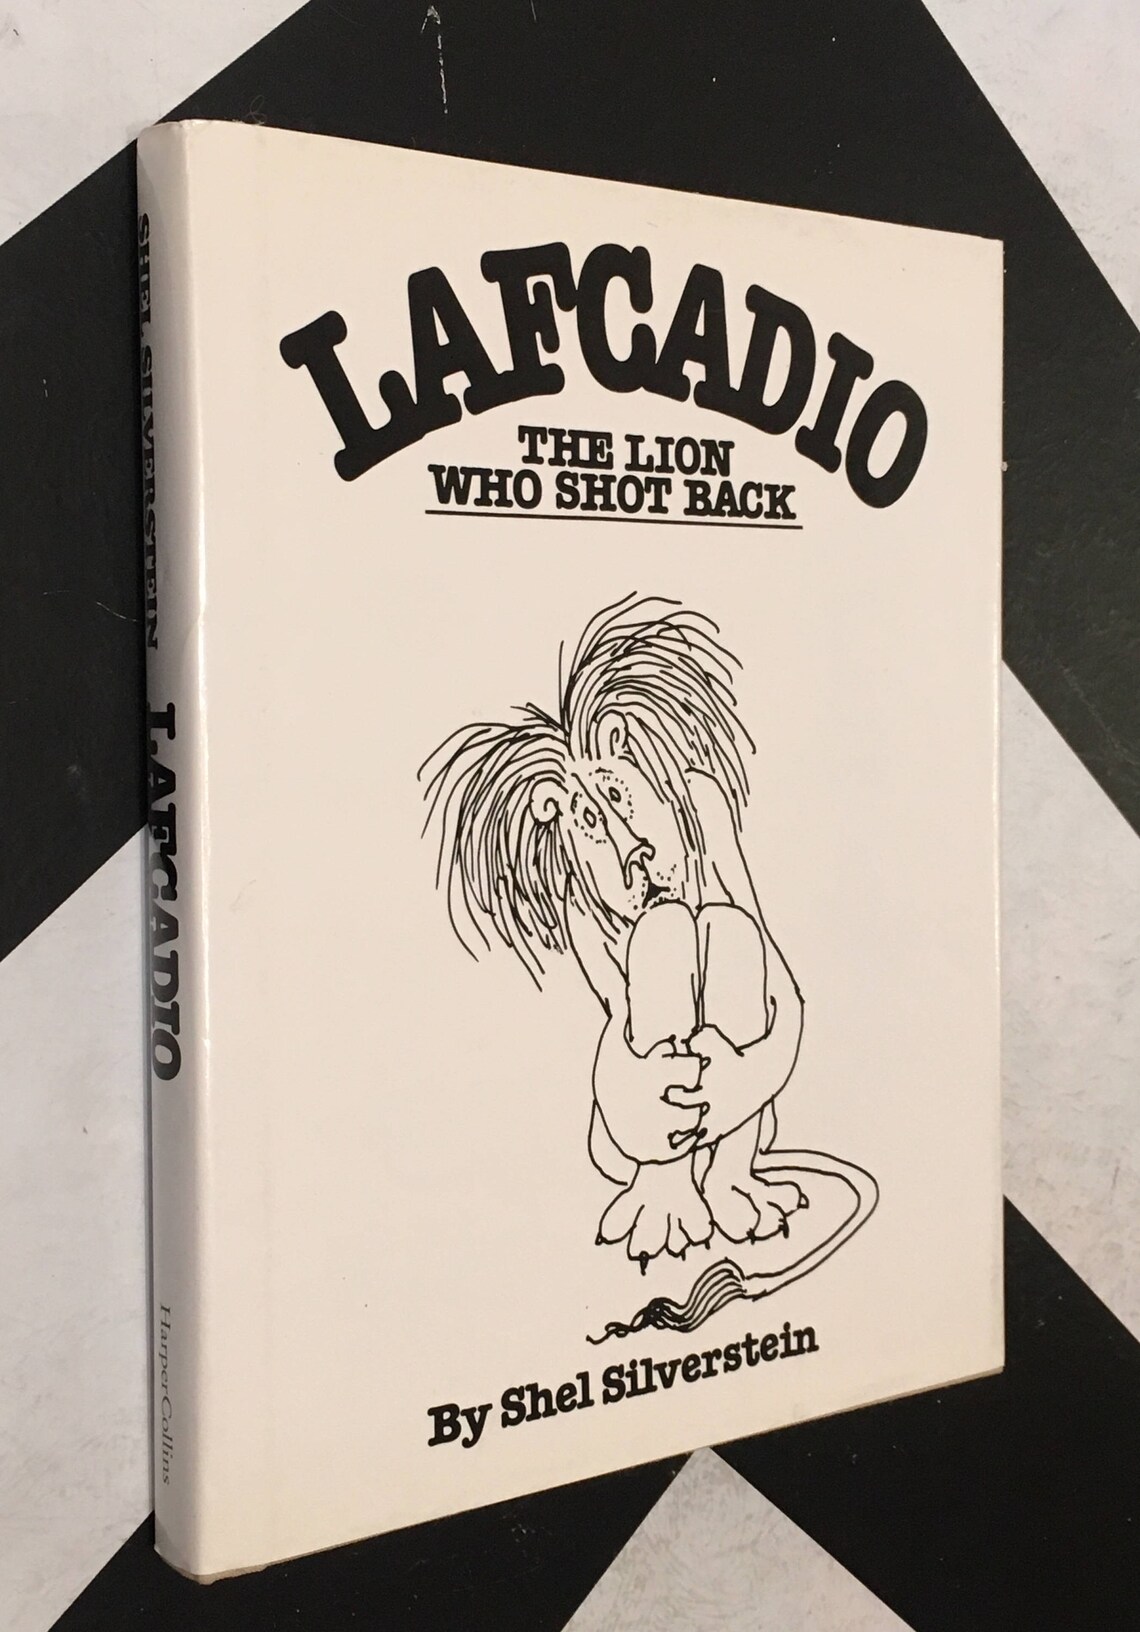 LAFCADIO
THE LION
WHO SHOT BACK
By Shel Silverstein
SHEL SILVERSTEIN LAFCADIO
HarperCollins